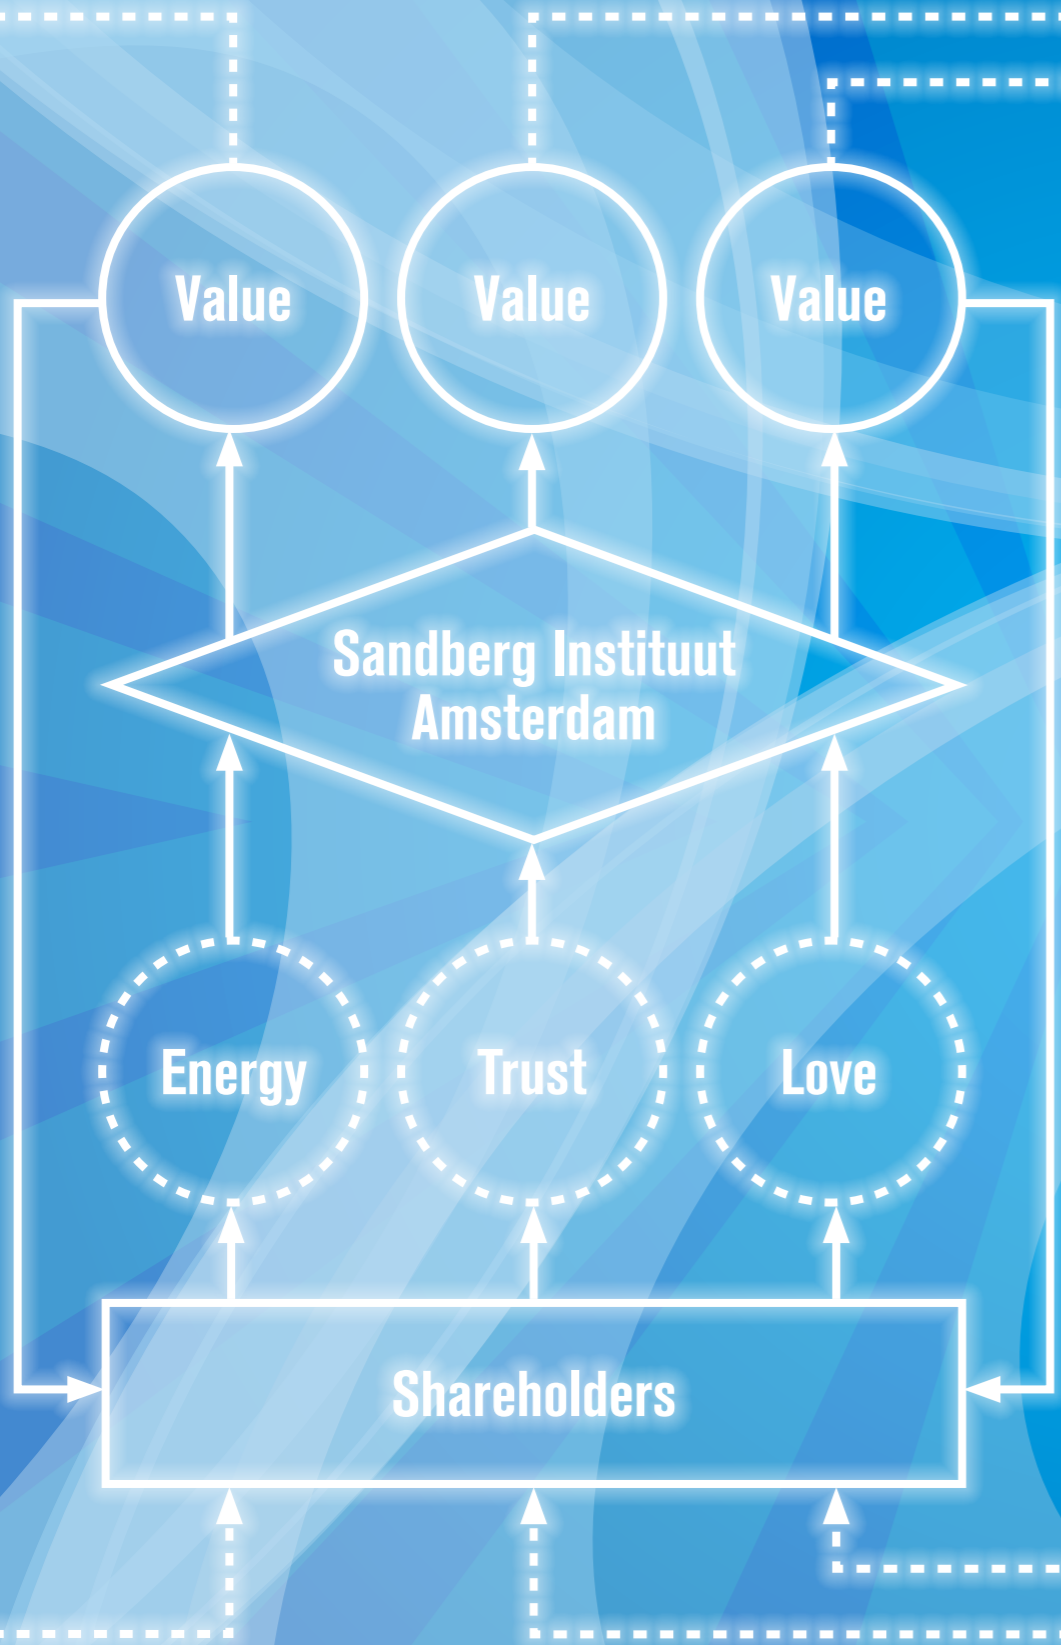 Value
Value
Value
Sandberg Instituut
Amsterdam
Energy
Trust
Love
Shareholders